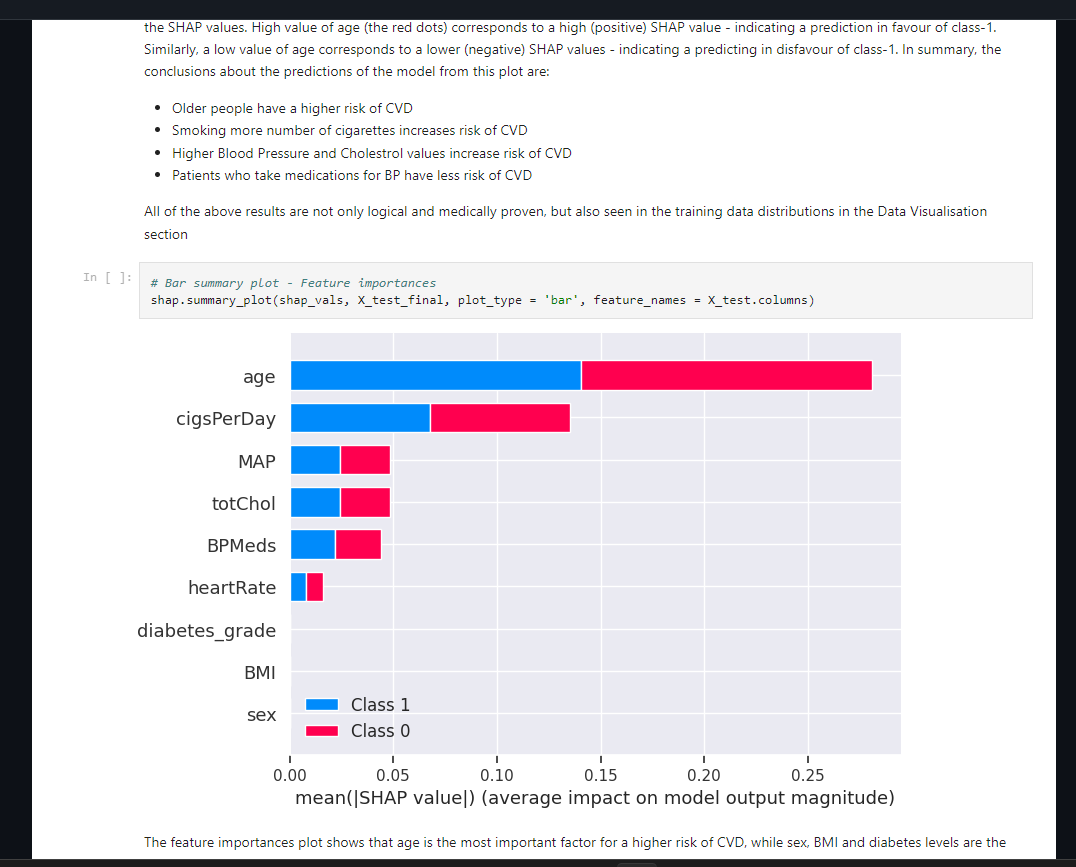 the SHAP values. High value of age (the red dots) corresponds to a high (positive) SHAP value - indicating a prediction in favour of class-1.
Similarly, a low value of age corresponds to a lower (negative) SHAP values - indicating a predicting in disfavour of class-1. In summary, the
conclusions about the predictions of the model from this plot are:
• Older people have a higher risk of CVD
• Smoking more number of cigarettes increases risk of CVD
• Higher Blood Pressure and Cholestrol values increase risk of CVD
• Patients who take medications for BP have less risk of CVD
All of the above results are not only logical and medically proven, but also seen in the training data distributions in the Data Visualisation
section
In [ ]:
# Bar summary plot - Feature importances
shap.summary_plot(shap_vals, X_test_final, plot_type = 'bar', feature_names = X_test.columns)
age
cigsPerDay
MAP
totChol
BPMeds
heartRate
diabetes_grade
BMI
sex
Class 1
Class 0
0.00 0.05 0.10 0.15 0.20 0.25
mean(|SHAP value|) (average impact on model output magnitude)
The feature importances plot shows that age is the most important factor for a higher risk of CVD, while sex, BMI and diabetes levels are the